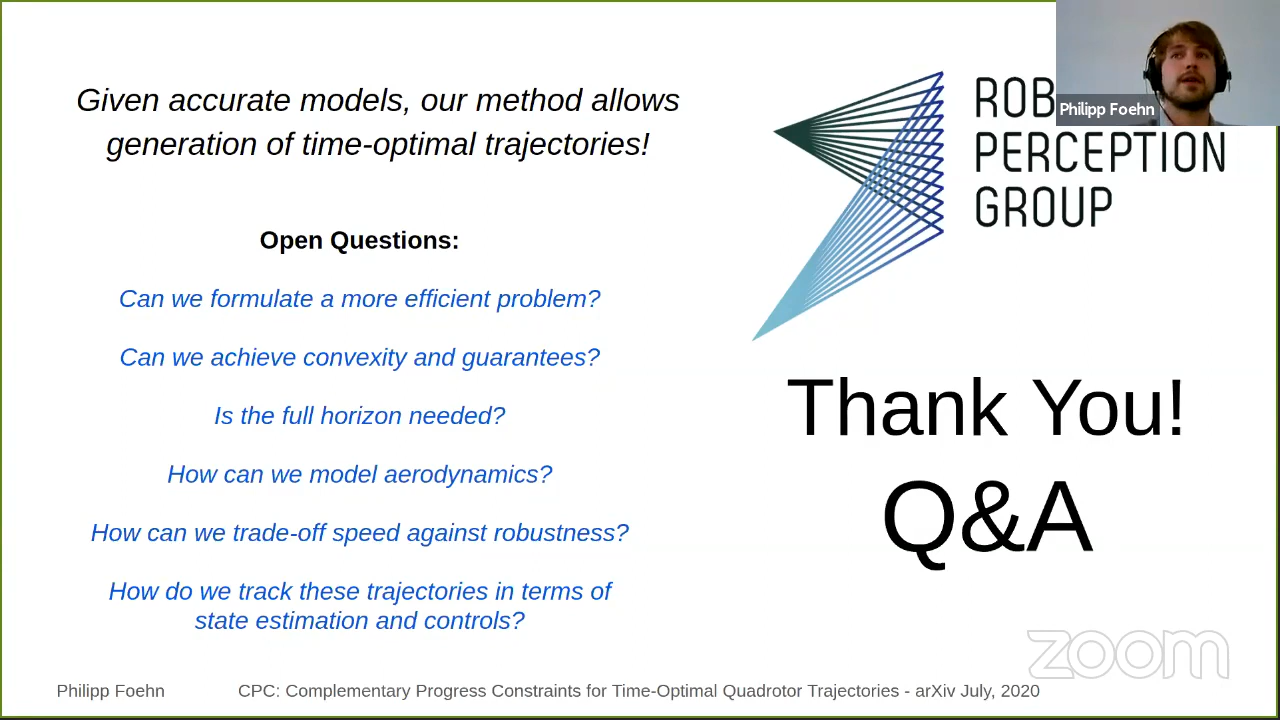 Given accurate models, our method allows
generation of time-optimal trajectories!
Open Questions:
Can we formulate a more efficient problem?
Can we achieve convexity and guarantees?
Is the full horizon needed?
How can we model aerodynamics?
How can we trade-off speed against robustness?
How do we track these trajectories in terms of
state estimation and controls?
ROB
PERCEPTION
GROUP
Philipp Foehn
Thank You!
Q&A
zoom
Philipp Foehn
CPC: Complementary Progress Constraints for Time-Optimal Quadrotor Trajectories - arXiv July, 2020